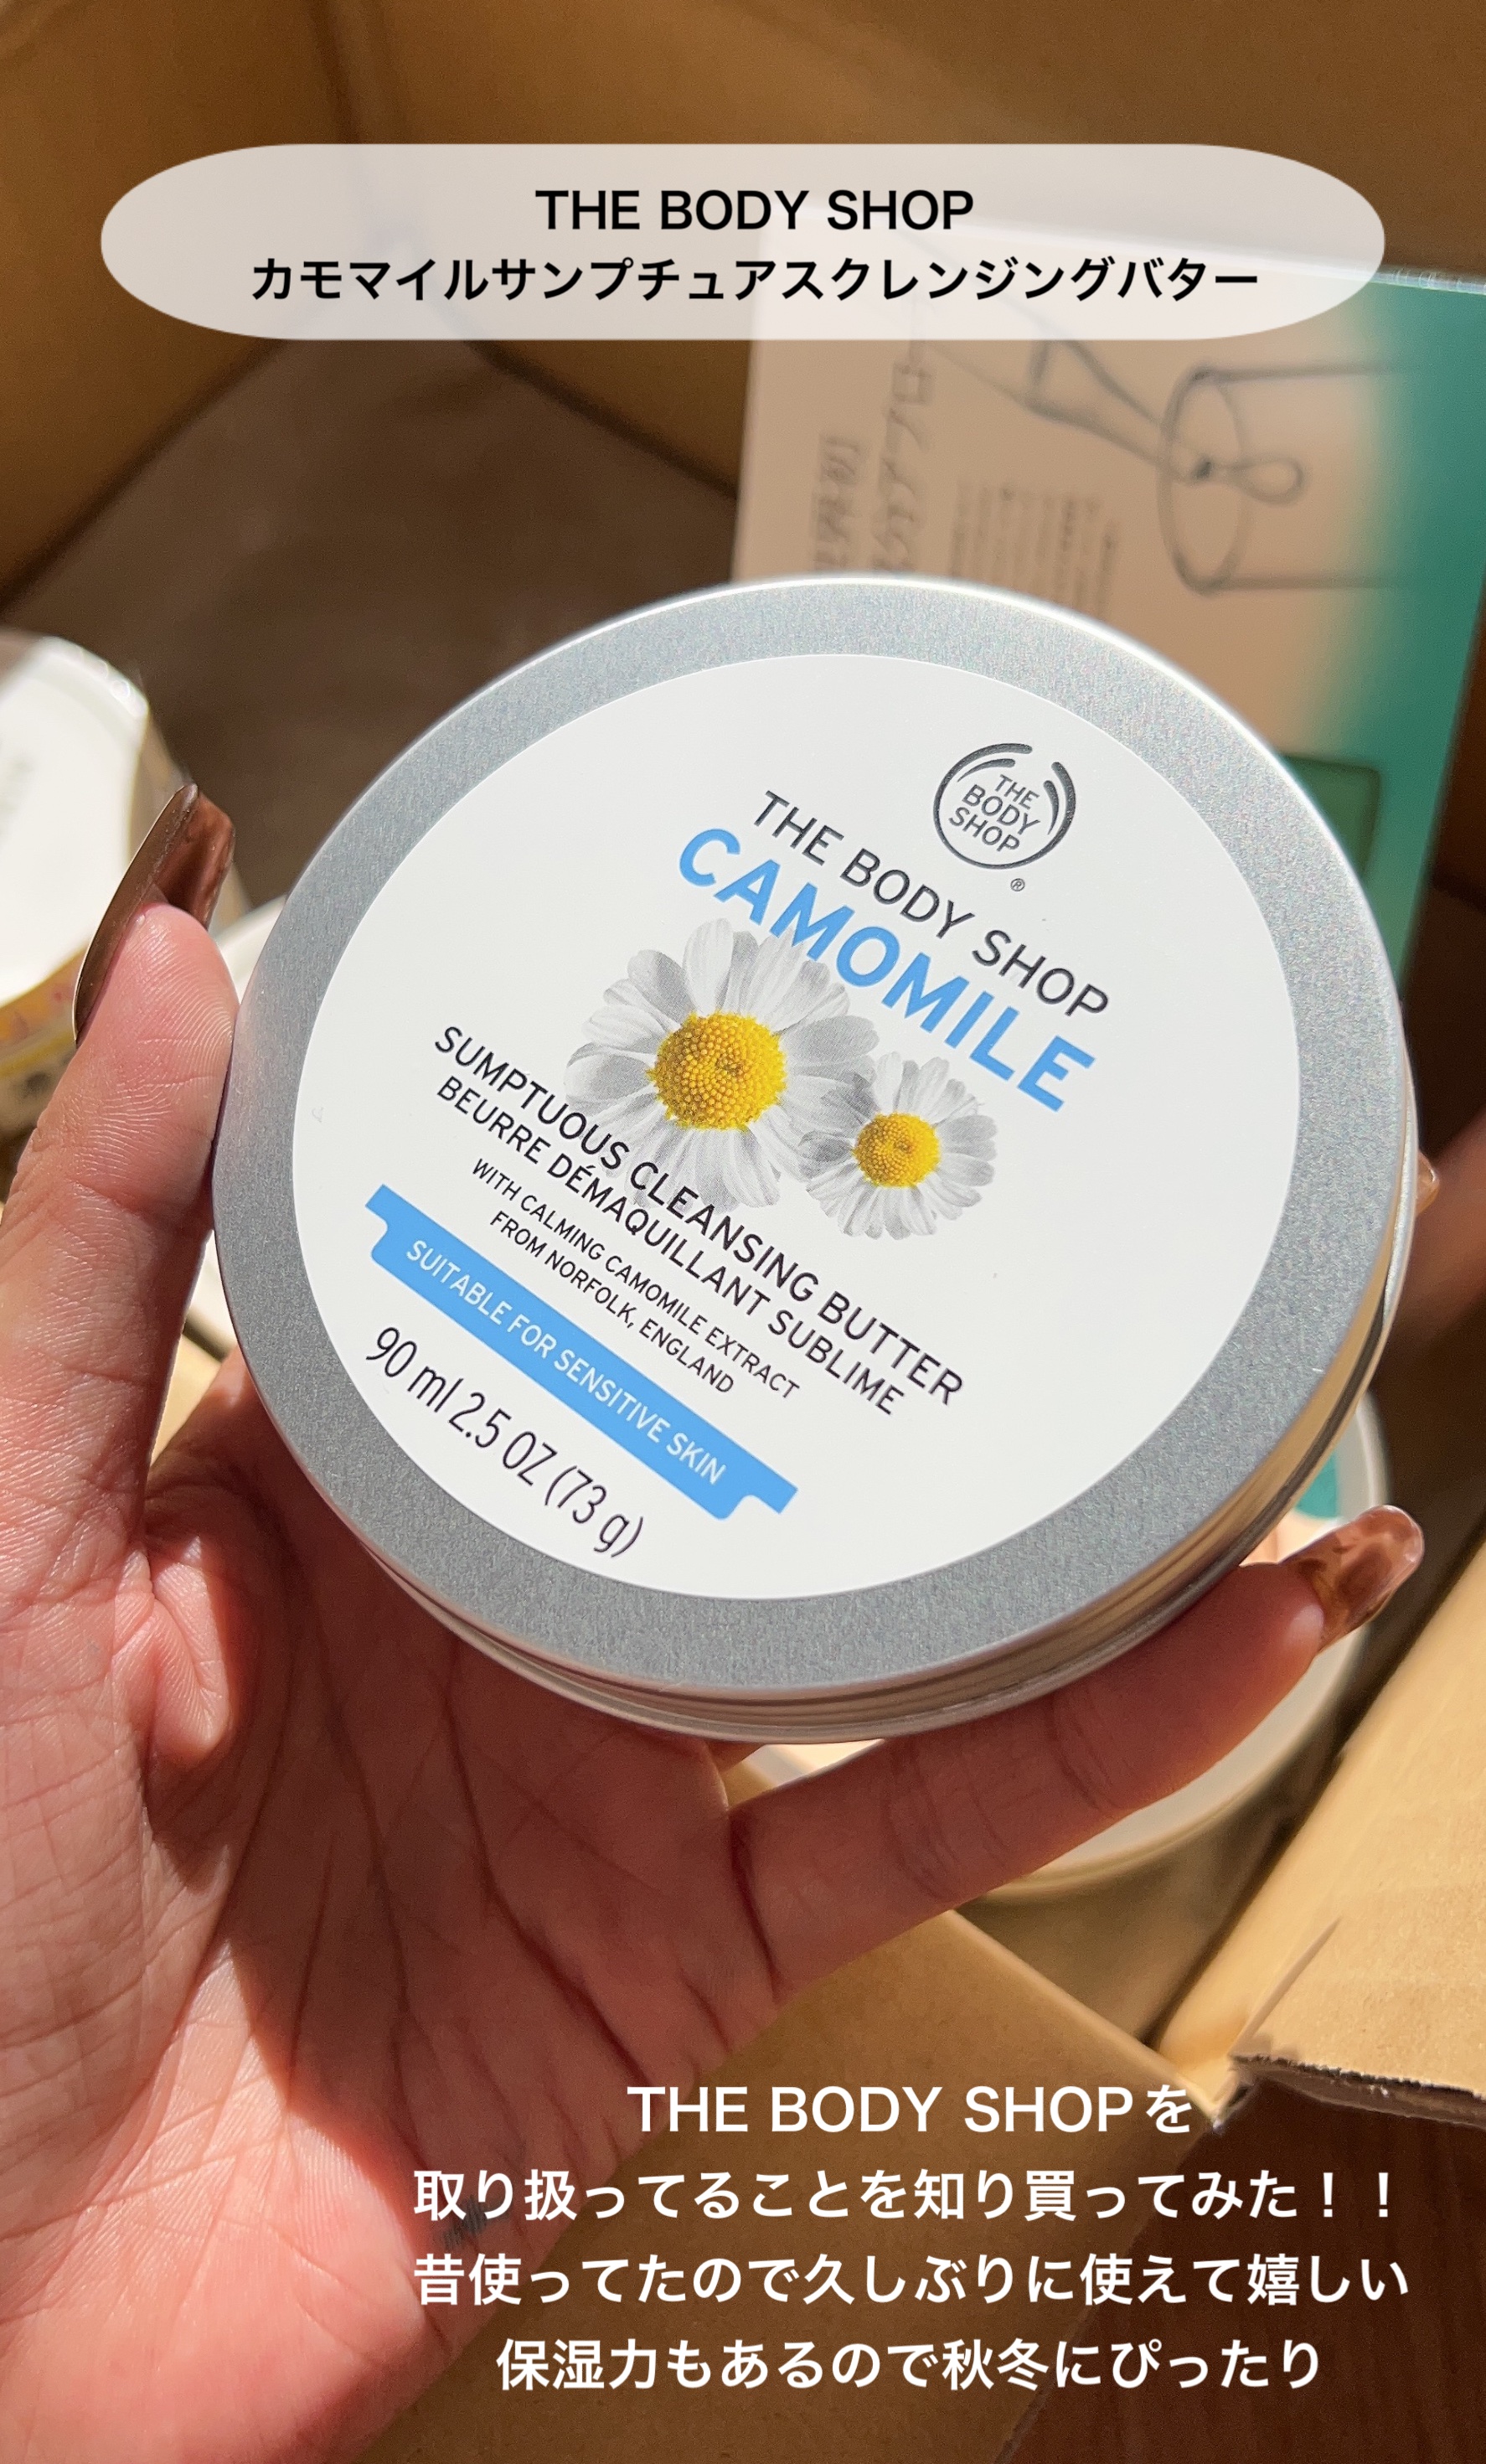 THE BODY SHOP
カモマイルサンプチュアスクレンジングバター
THE
BODY
SHOP
®
THE BODY SHOP
CAMOMILE
SUMPTUOUS CLEANSING BUTTER
BEURRE DÉMAQUILLANT SUBLIME
WITH CALMING CAMOMILE EXTRACT
FROM NORFOLK, ENGLAND
SUITABLE FOR SENSITIVE SKIN
90 ml 2.5 OZ (73 g)
THE BODY SHOPを
取り扱ってることを知り買ってみた！！
昔使ってたので久しぶりに使えて嬉しい
保湿力もあるので秋冬にぴったり